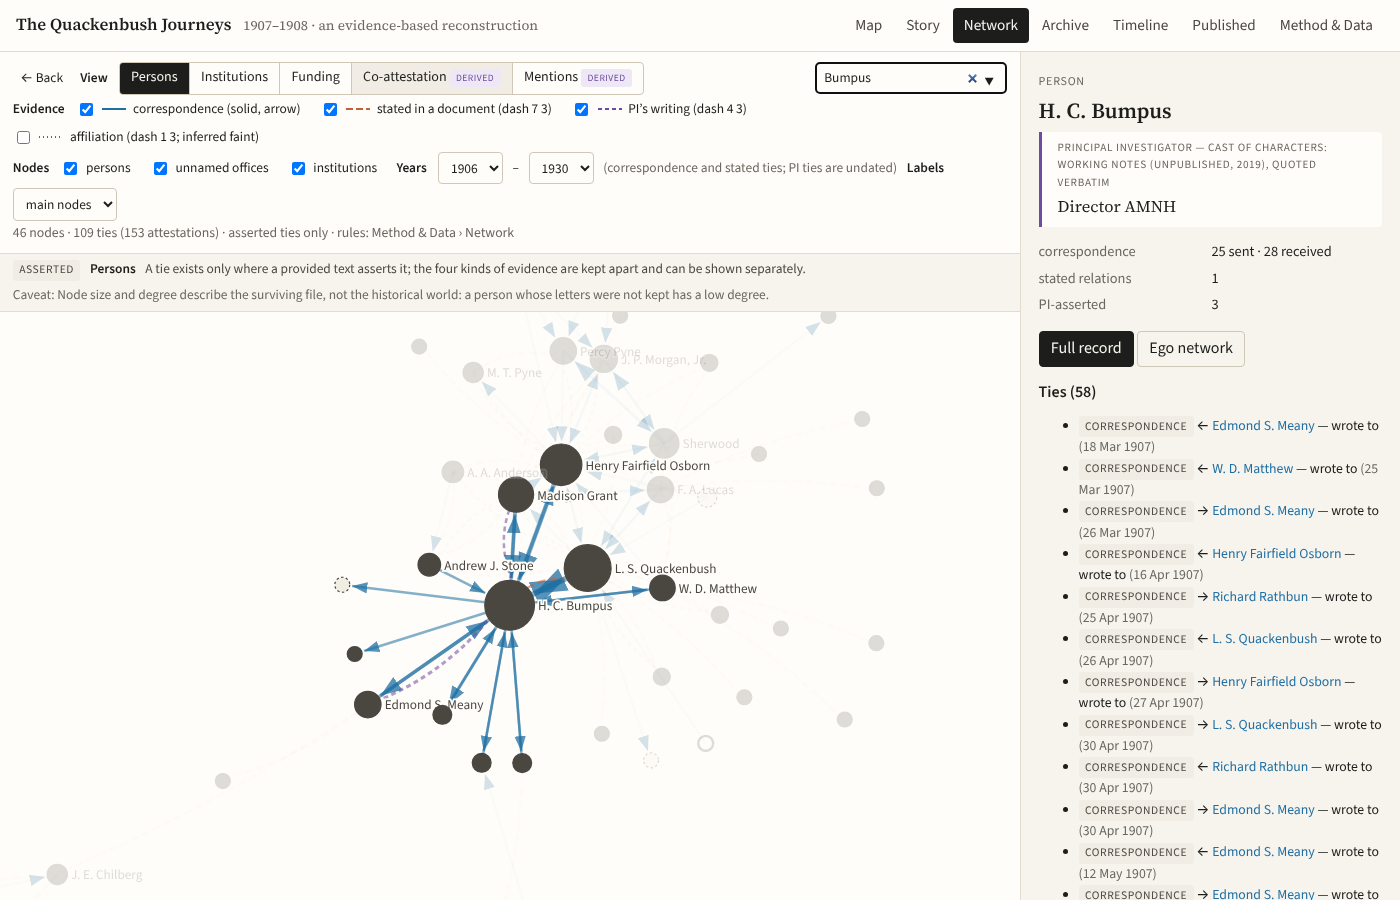 The Quackenbush Journeys 1907–1908 · an evidence-based reconstruction
Map Story Network Archive Timeline Published Method & Data
← Back View Persons Institutions Funding Co-attestation DERIVED Mentions DERIVED
Bumpus × ▼
Evidence correspondence (solid, arrow) stated in a document (dash 7 3) PI's writing (dash 4 3)
affiliation (dash 1 3; inferred faint)
Nodes persons unnamed offices institutions Years 1906 – 1930 (correspondence and stated ties; PI ties are undated) Labels
main nodes
46 nodes · 109 ties (153 attestations) · asserted ties only · rules: Method & Data › Network
ASSERTED Persons A tie exists only where a provided text asserts it; the four kinds of evidence are kept apart and can be shown separately.
Caveat: Node size and degree describe the surviving file, not the historical world: a person whose letters were not kept has a low degree.
Percy Pyne
J. P. Morgan, Jr.
M. T. Pyne
Sherwood
Henry Fairfield Osborn
A. A. Anderson
F. A. Lucas
Madison Grant
Andrew J. Stone
L. S. Quackenbush
W. D. Matthew
H. C. Bumpus
Edmond S. Meany
J. E. Chilberg
PERSON
H. C. Bumpus
PRINCIPAL INVESTIGATOR — CAST OF CHARACTERS:
WORKING NOTES (UNPUBLISHED, 2019), QUOTED
VERBATIM
Director AMNH
correspondence 25 sent · 28 received
stated relations 1
PI-asserted 3
Full record Ego network
Ties (58)
CORRESPONDENCE ← Edmond S. Meany — wrote to
(18 Mar 1907)
CORRESPONDENCE ← W. D. Matthew — wrote to (25
Mar 1907)
CORRESPONDENCE → Edmond S. Meany — wrote to
(26 Mar 1907)
CORRESPONDENCE ← Henry Fairfield Osborn —
wrote to (16 Apr 1907)
CORRESPONDENCE → Richard Rathbun — wrote to
(25 Apr 1907)
CORRESPONDENCE ← L. S. Quackenbush — wrote to
(26 Apr 1907)
CORRESPONDENCE → Henry Fairfield Osborn —
wrote to (27 Apr 1907)
CORRESPONDENCE → L. S. Quackenbush — wrote to
(30 Apr 1907)
CORRESPONDENCE ← Richard Rathbun — wrote to
(30 Apr 1907)
CORRESPONDENCE → Edmond S. Meany — wrote to
(30 Apr 1907)
CORRESPONDENCE ← Edmond S. Meany — wrote to
(12 May 1907)
CORRESPONDENCE → Edmond S. Meany — wrote to